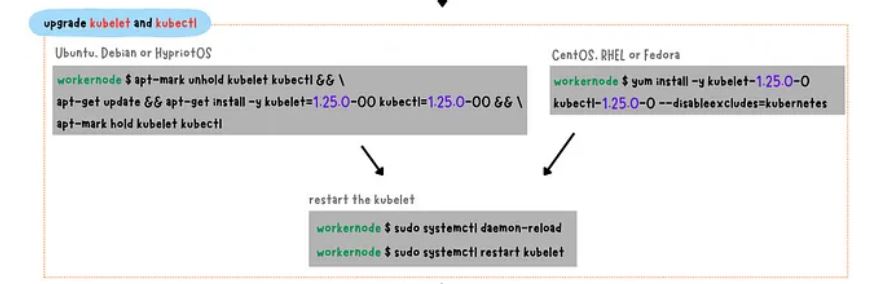 upgrade kubelet and kubectl
Ubuntu, Debian or HypriotOS
workernode $ apt-mark unhold kubelet kubectl && \
apt-get update && apt-get install -y kubelet=1.25.0-00 kubectl=1.25.0-00 && \
apt-mark hold kubelet kubectl
CentOS, RHEL or Fedora
workernode $ yum install -y kubelet-1.25.0-0
kubectl-1.25.0-0 --disableexcludes=kubernetes
restart the kubelet
workernode $ sudo systemctl daemon-reload
workernode $ sudo systemctl restart kubelet